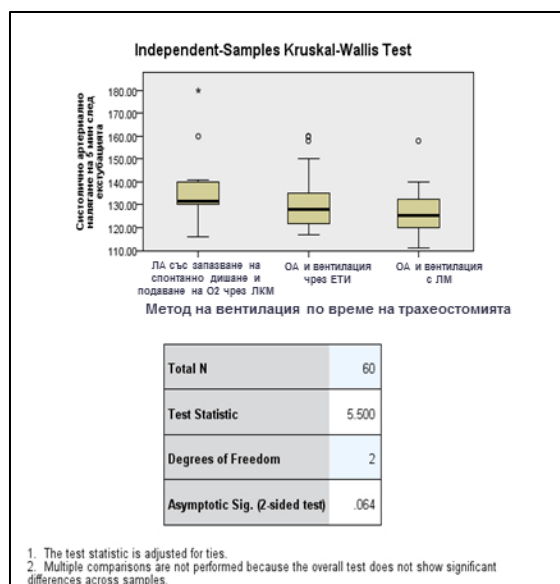 Independent-Samples Kruskal-Wallis Test
Систолично артериално
налягане на 5 мин след
екстубацията
180.00
170.00
160.00
150.00
140.00
130.00
120.00
110.00
*
ЛА със запазване на
спонтанно дишане и
подаване на О2 чрез ЛКМ
ОА и вентилация
чрез ЕТИ
ОА и вентилация
с ЛМ
Метод на вентилация по време на трахеостомията
Total N 60
Test Statistic 5.500
Degrees of Freedom 2
Asymptotic Sig. (2-sided test) .064
1. The test statistic is adjusted for ties.
2. Multiple comparisons are not performed because the overall test does not show significant
differences across samples.